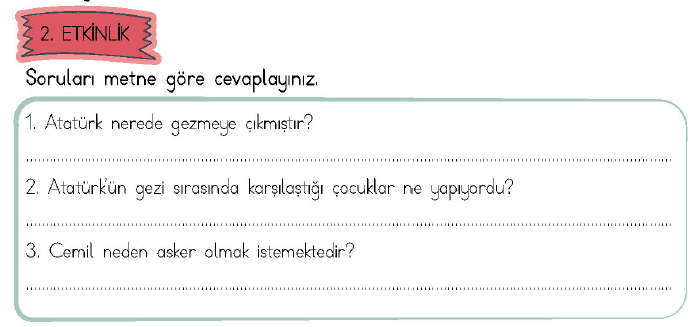 2. ETKİNLİK
Soruları metne göre cevaplayınız.
1. Atatürk nerede gezmeye çıkmıştır?
2. Atatürk'ün gezi sırasında karşılaştığı çocuklar ne yapıyordu?
3. Cemil neden asker olmak istemektedir?